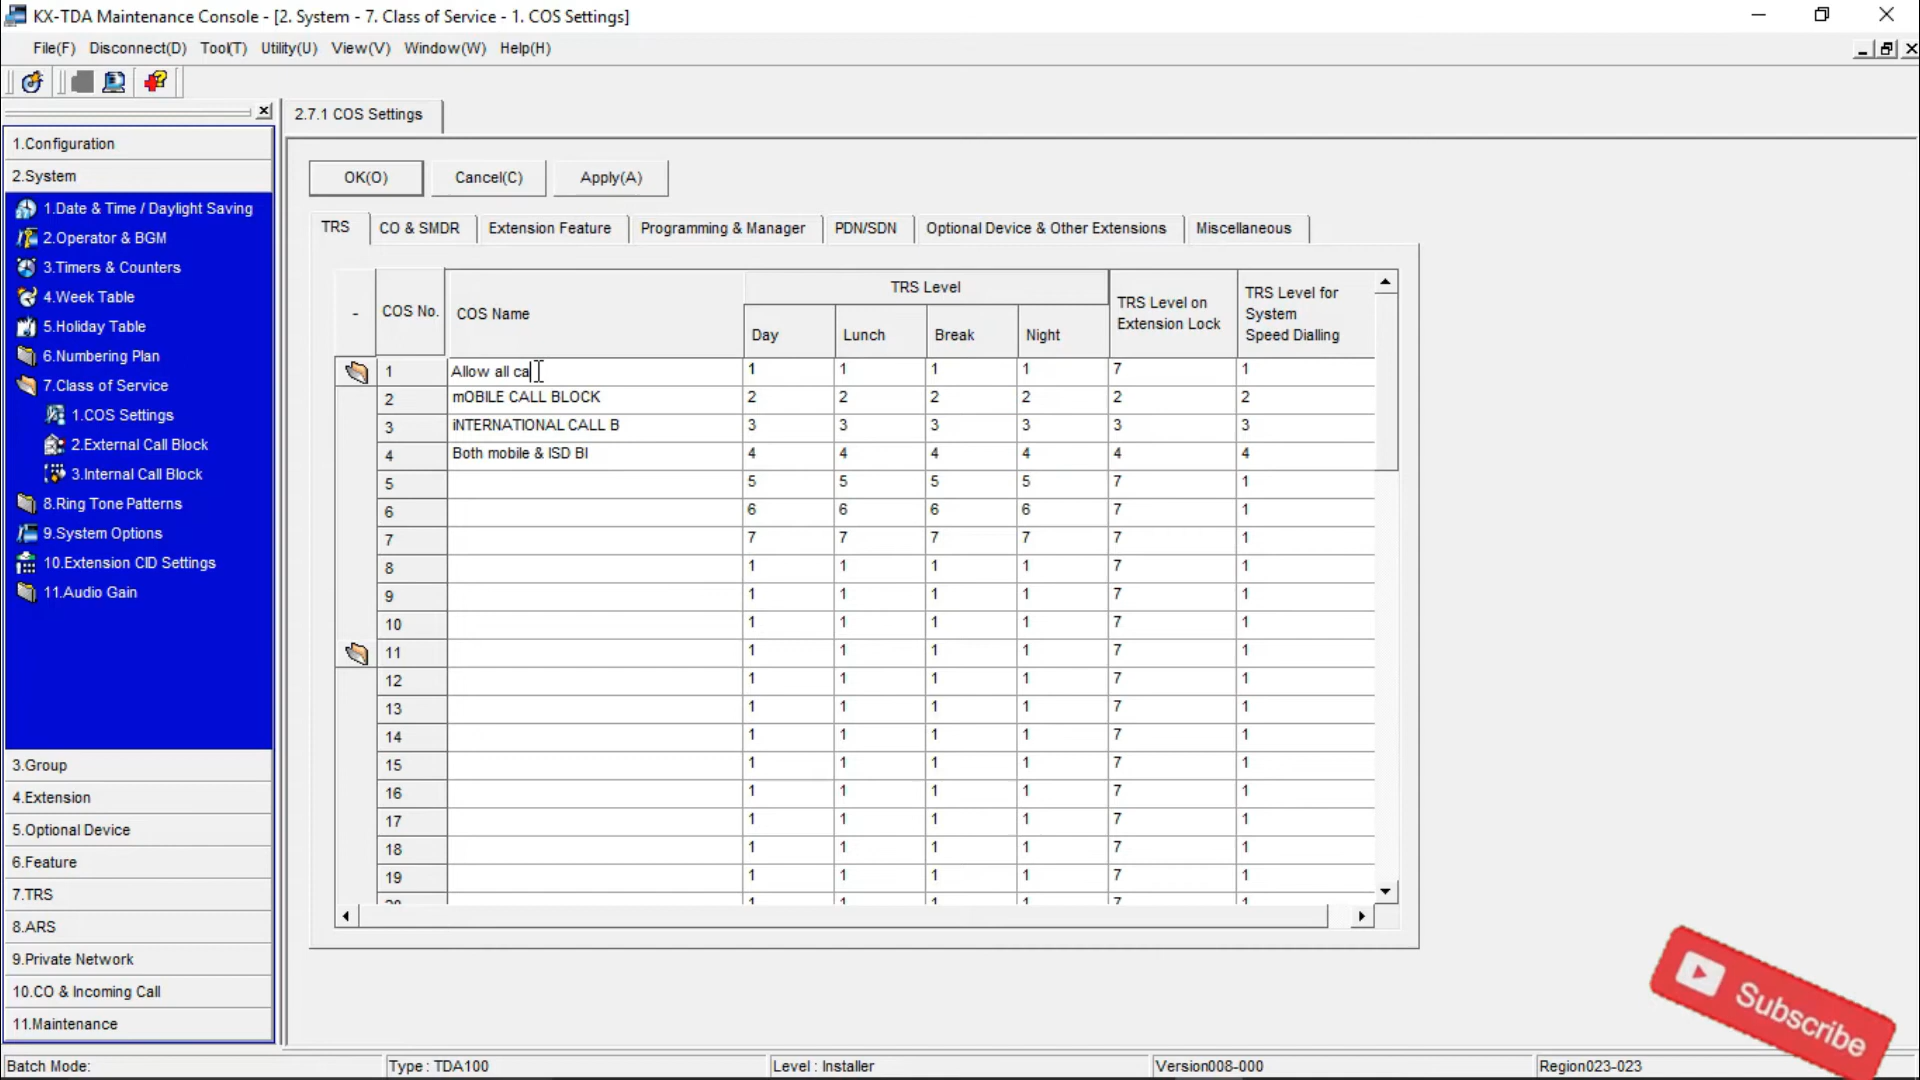 KX-TDA Maintenance Console - [2. System - 7. Class of Service - 1. COS Settings]
File(F) Disconnect(D) Tool(T) Utility(U) View(V) Window(W) Help(H)
1.Configuration
2.System
1.Date & Time / Daylight Saving
2.Operator & BGM
3.Timers & Counters
4.Week Table
5.Holiday Table
6.Numbering Plan
7.Class of Service
1.COS Settings
2.External Call Block
3.Internal Call Block
8.Ring Tone Patterns
9.System Options
10.Extension CID Settings
11.Audio Gain
3.Group
4.Extension
5.Optional Device
6.Feature
7.TRS
8.ARS
9.Private Network
10.CO & Incoming Call
11.Maintenance
2.7.1 COS Settings
OK(O) Cancel(C) Apply(A)
TRS CO & SMDR Extension Feature Programming & Manager PDN/SDN Optional Device & Other Extensions Miscellaneous
- COS No. COS Name TRS Level TRS Level on Extension Lock TRS Level for System Speed Dialling
Day Lunch Break Night
1 Allow all ca 1 1 1 1 7 1
2 mOBILE CALL BLOCK 2 2 2 2 2 2
3 iNTERNATIONAL CALL B 3 3 3 3 3 3
4 Both mobile & ISD Bl 4 4 4 4 4 4
5 5 5 5 5 7 1
6 6 6 6 6 7 1
7 7 7 7 7 7 1
8 1 1 1 1 7 1
9 1 1 1 1 7 1
10 1 1 1 1 7 1
11 1 1 1 1 7 1
12 1 1 1 1 7 1
13 1 1 1 1 7 1
14 1 1 1 1 7 1
15 1 1 1 1 7 1
16 1 1 1 1 7 1
17 1 1 1 1 7 1
18 1 1 1 1 7 1
19 1 1 1 1 7 1
Subscribe
Batch Mode: Type : TDA100 Level : Installer Version008-000 Region023-023